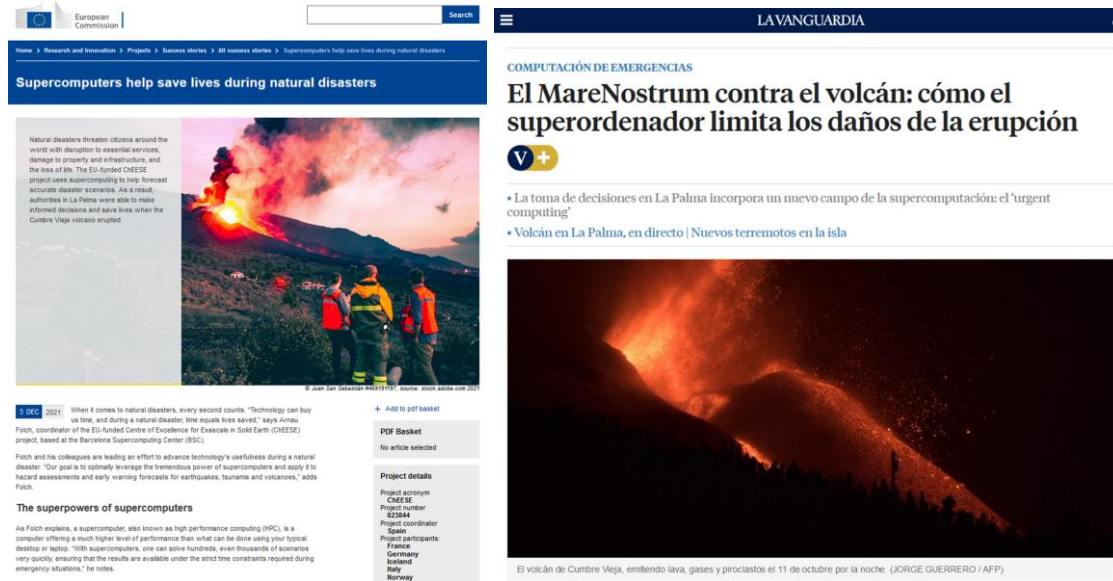 European
Commission
Search
Home > Research and Innovation > Projects > Success stories > All success stories > Supercomputers help save lives during natural disasters
Supercomputers help save lives during natural disasters
Natural disasters threaten citizens around the
world with disruption to essential services,
damage to property and infrastructure, and
the loss of life. The EU-funded ChEESE
project uses supercomputing to help forecast
accurate disaster scenarios. As a result,
authorities in La Palma were able to make
informed decisions and save lives when the
Cumbre Vieja volcano erupted.
© Juan San Sebastián #469191197, source: stock.adobe.com 2021
3 DEC 2021
When it comes to natural disasters, every second counts. "Technology can buy
us time, and during a natural disaster, time equals lives saved," says Arnau
Folch, coordinator of the EU-funded Centre of Excellence for Exascale in Solid Earth (ChEESE)
project, based at the Barcelona Supercomputing Center (BSC).
Folch and his colleagues are leading an effort to advance technology's usefulness during a natural
disaster. "Our goal is to optimally leverage the tremendous power of supercomputers and apply it to
hazard assessments and early warning forecasts for earthquakes, tsunamis and volcanoes," adds
Folch.
The superpowers of supercomputers
As Folch explains, a supercomputer, also known as high performance computing (HPC), is a
computer offering a much higher level of performance than what can be done using your typical
desktop or laptop. "With supercomputers, one can solve hundreds, even thousands of scenarios
very quickly, ensuring that the results are available under the strict time constraints required during
emergency situations," he notes.
+ Add to pdf basket
PDF Basket
No article selected
Project details
Project acronym
ChEESE
Project number
823844
Project coordinator
Spain
Project participants:
France
Germany
Iceland
Italy
Norway
LA VANGUARDIA
COMPUTACIÓN DE EMERGENCIAS
El MareNostrum contra el volcán: cómo el
superordenador limita los daños de la erupción
V +
• La toma de decisiones en La Palma incorpora un nuevo campo de la supercomputación: el 'urgent
computing'
• Volcán en La Palma, en directo | Nuevos terremotos en la isla
El volcán de Cumbre Vieja, emitiendo lava, gases y piroclastos el 11 de octubre por la noche (JORGE GUERRERO / AFP)